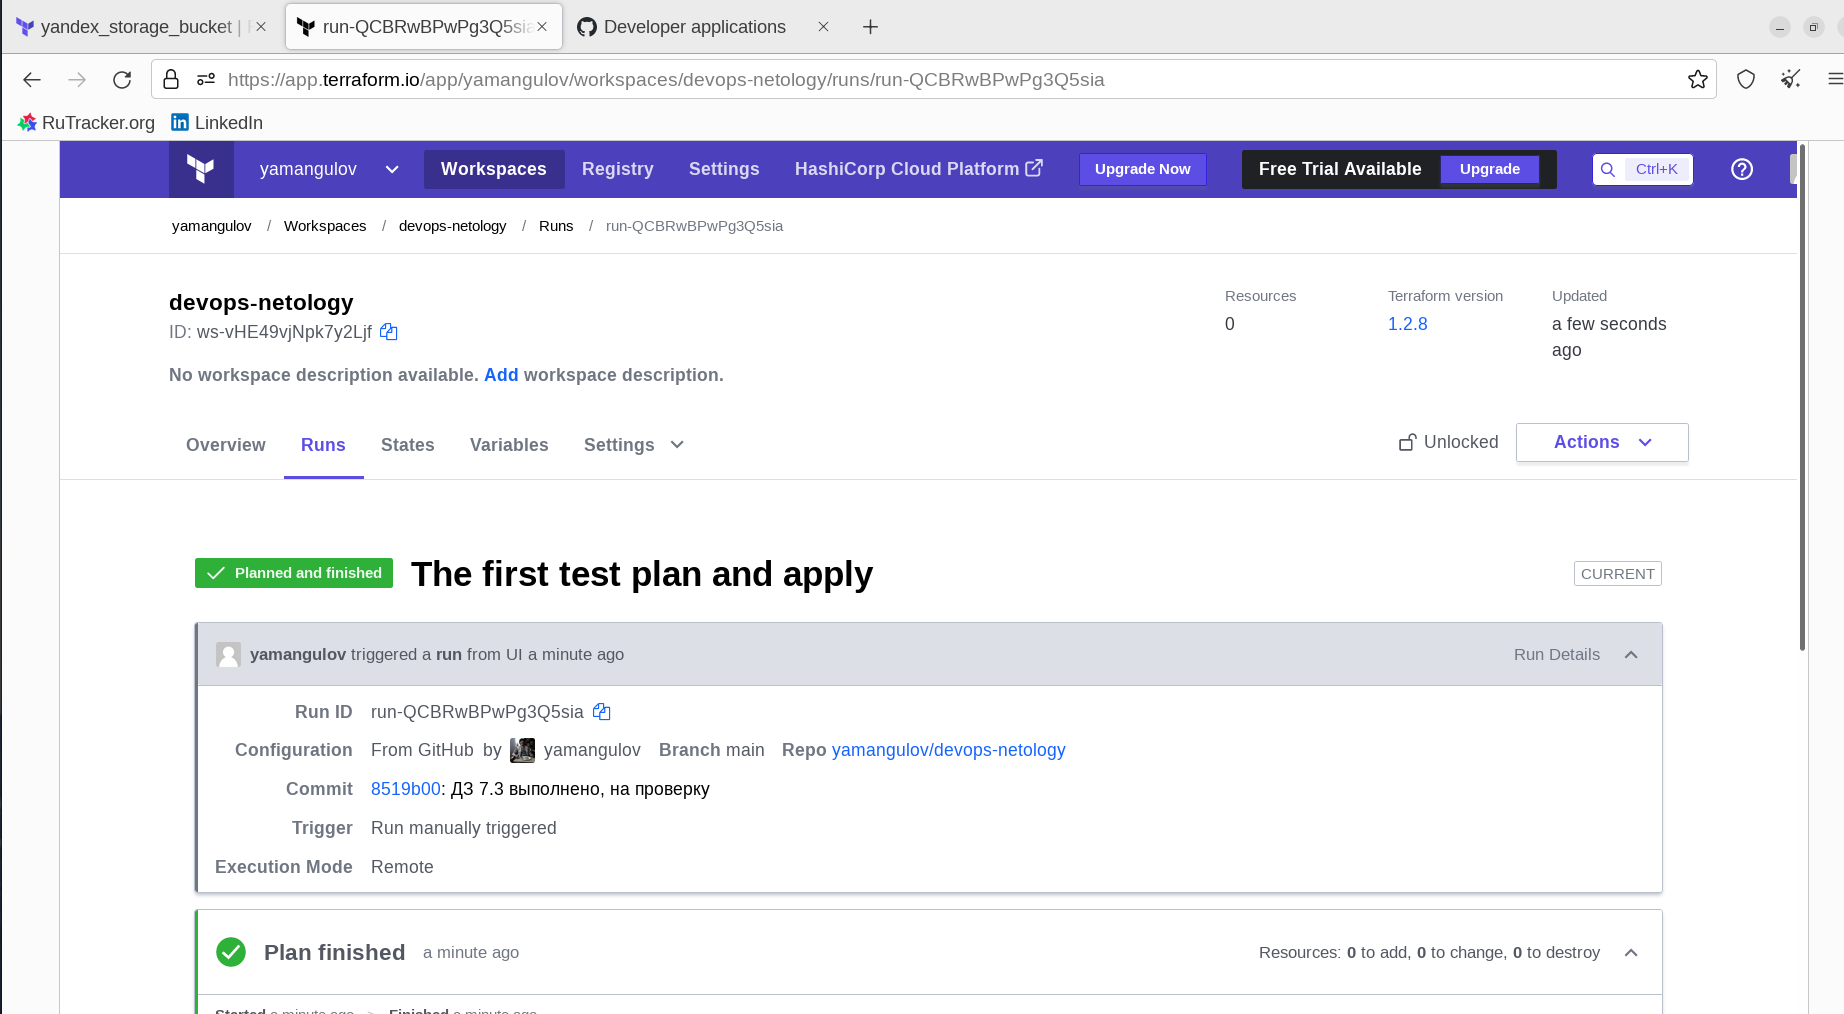 yandex_storage_bucket |
run-QCBRwBPwPg3Q5sia
Developer applications
https://app.terraform.io/app/yamangulov/workspaces/devops-netology/runs/run-QCBRwBPwPg3Q5sia
RuTracker.org LinkedIn
yamangulov Workspaces Registry Settings HashiCorp Cloud Platform Upgrade Now Free Trial Available Upgrade Ctrl+K
yamangulov / Workspaces / devops-netology / Runs / run-QCBRwBPwPg3Q5sia
devops-netology
ID: ws-vHE49vjNpk7y2Ljf
No workspace description available. Add workspace description.
Resources
0
Terraform version
1.2.8
Updated
a few seconds
ago
Overview Runs States Variables Settings
Unlocked Actions
Planned and finished The first test plan and apply CURRENT
yamangulov triggered a run from UI a minute ago Run Details
Run ID run-QCBRwBPwPg3Q5sia
Configuration From GitHub by yamangulov Branch main Repo yamangulov/devops-netology
Commit 8519b00: ДЗ 7.3 выполнено, на проверку
Trigger Run manually triggered
Execution Mode Remote
Plan finished a minute ago Resources: 0 to add, 0 to change, 0 to destroy
Started a minute ago > Finished a minute ago